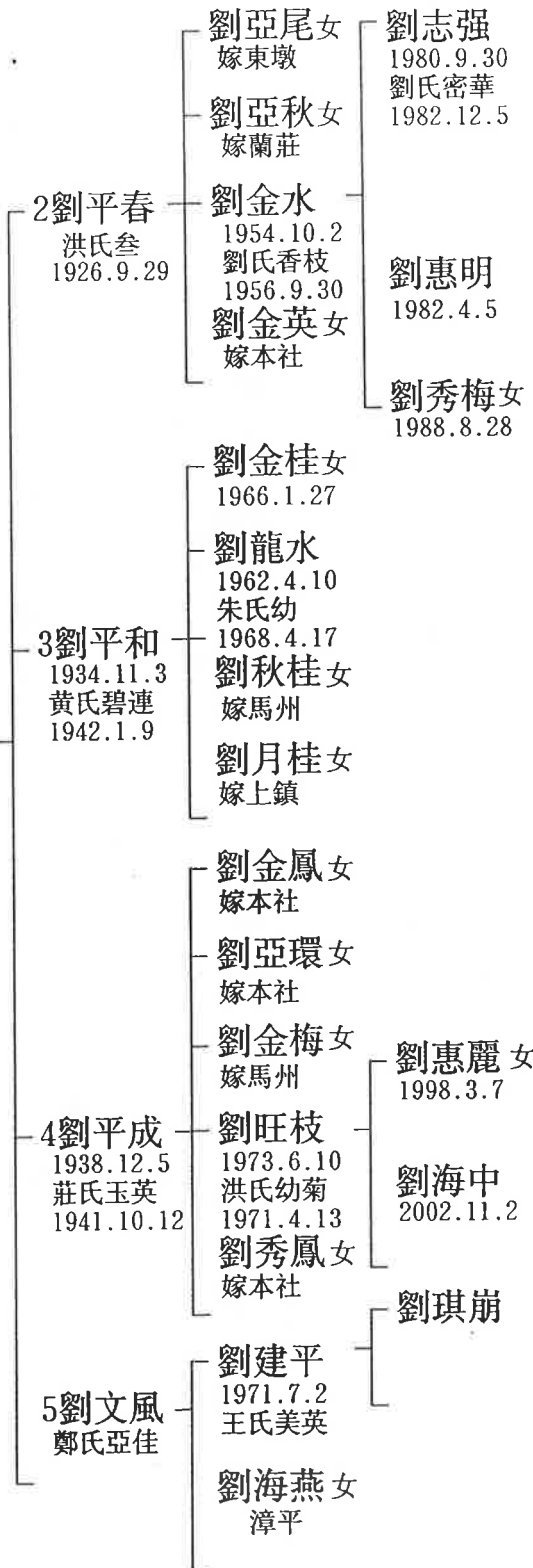 2劉平春
洪氏叁
1926.9.29
劉亞尾女
嫁東墩
劉亞秋女
嫁蘭莊
劉金水
1954.10.2
劉氏香枝
1956.9.30
劉金英女
嫁本社
劉志强
1980.9.30
劉氏密華
1982.12.5
劉惠明
1982.4.5
劉秀梅女
1988.8.28
3劉平和
1934.11.3
黄氏碧連
1942.1.9
劉金桂女
1966.1.27
劉龍水
1962.4.10
朱氏幼
1968.4.17
劉秋桂女
嫁馬州
劉月桂女
嫁上鎮
4劉平成
1938.12.5
莊氏玉英
1941.10.12
劉金鳳女
嫁本社
劉亞環女
嫁本社
劉金梅女
嫁馬州
劉旺枝
1973.6.10
洪氏幼菊
1971.4.13
劉秀鳳女
嫁本社
劉惠麗女
1998.3.7
劉海中
2002.11.2
5劉文風
鄭氏亞佳
劉建平
1971.7.2
王氏美英
劉海燕女
漳平
劉琪崩